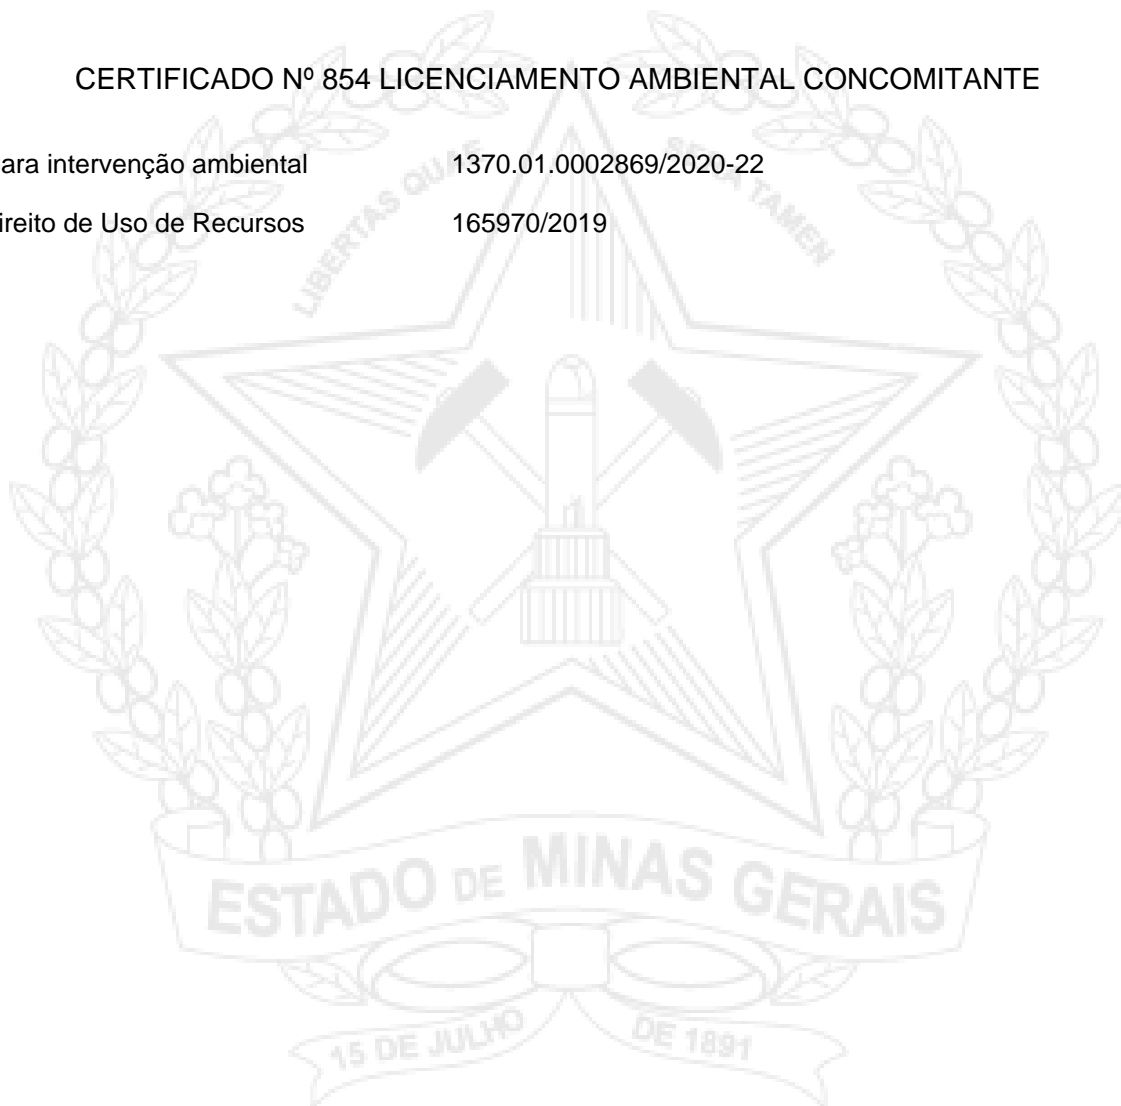 CERTIFICADO Nº 854 LICENCIAMENTO AMBIENTAL CONCOMITANTE
ara intervenção ambiental 1370.01.0002869/2020-22
ireito de Uso de Recursos 165970/2019
LIBERTAS QUAE SERA TAMEN
ESTADO DE MINAS GERAIS
15 DE JULHO DE 1891